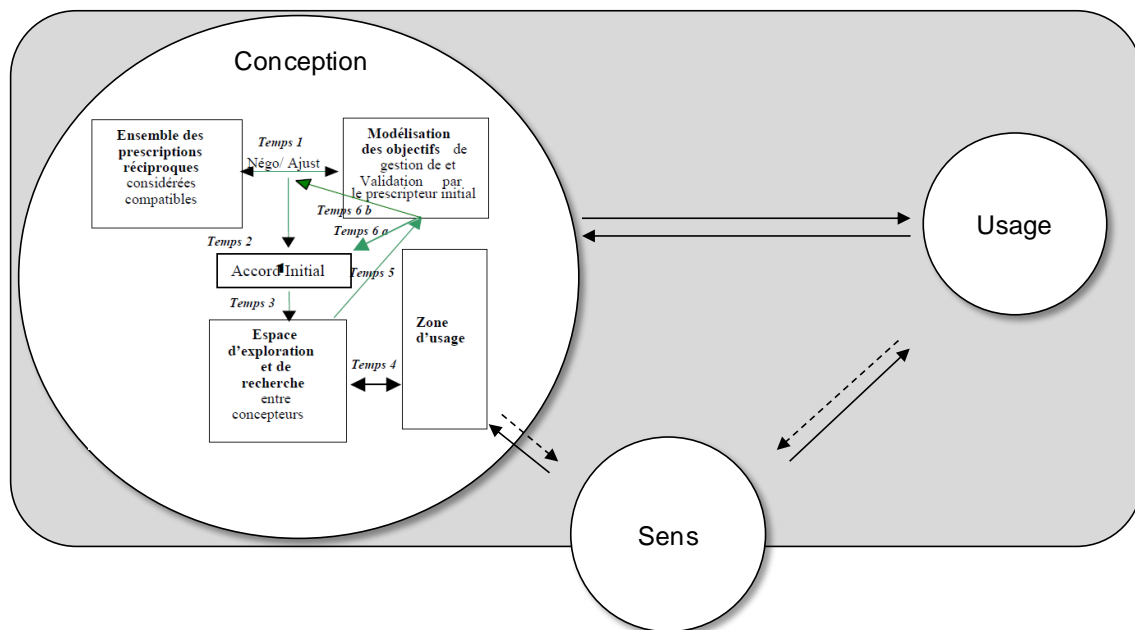 Conception
Ensemble des
prescriptions
réciproques
considérées
compatibles
Temps 1
Négo/ Ajust
Modélisation
des objectifs de
gestion de et
Validation par
le prescripteur initial
Temps 6 b
Temps 6 a
Temps 2
Accord Initial
Temps 5
Temps 3
Espace
d'exploration
et de
recherche
entre
concepteurs
Temps 4
Zone
d'usage
Usage
Sens